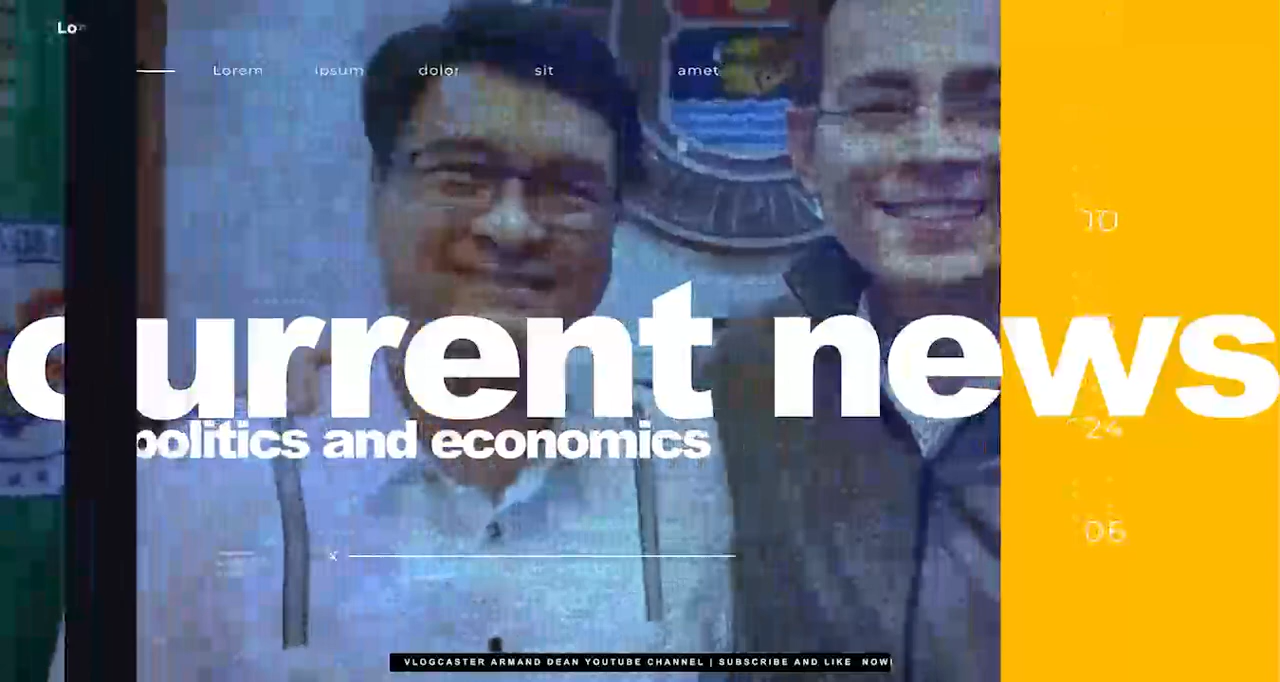 Lo
Lorem ipsum dolor sit amet
10
current news
politics and economics
24
06
VLOGCASTER ARMAND DEAN YOUTUBE CHANNEL | SUBSCRIBE AND LIKE NOW!